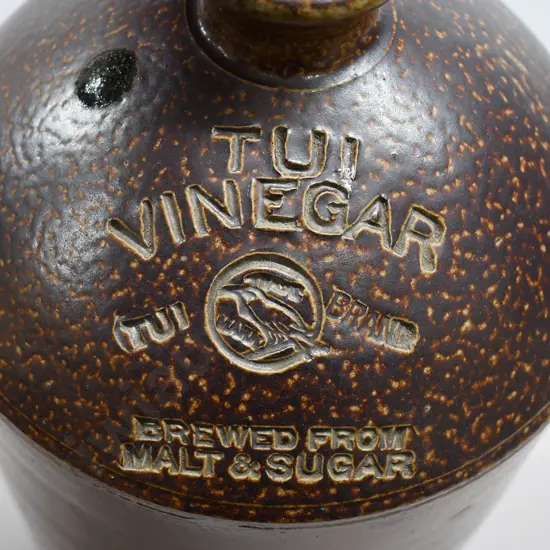 TUI
VINEGAR
TUI BRAND
BREWED FROM
MALT & SUGAR